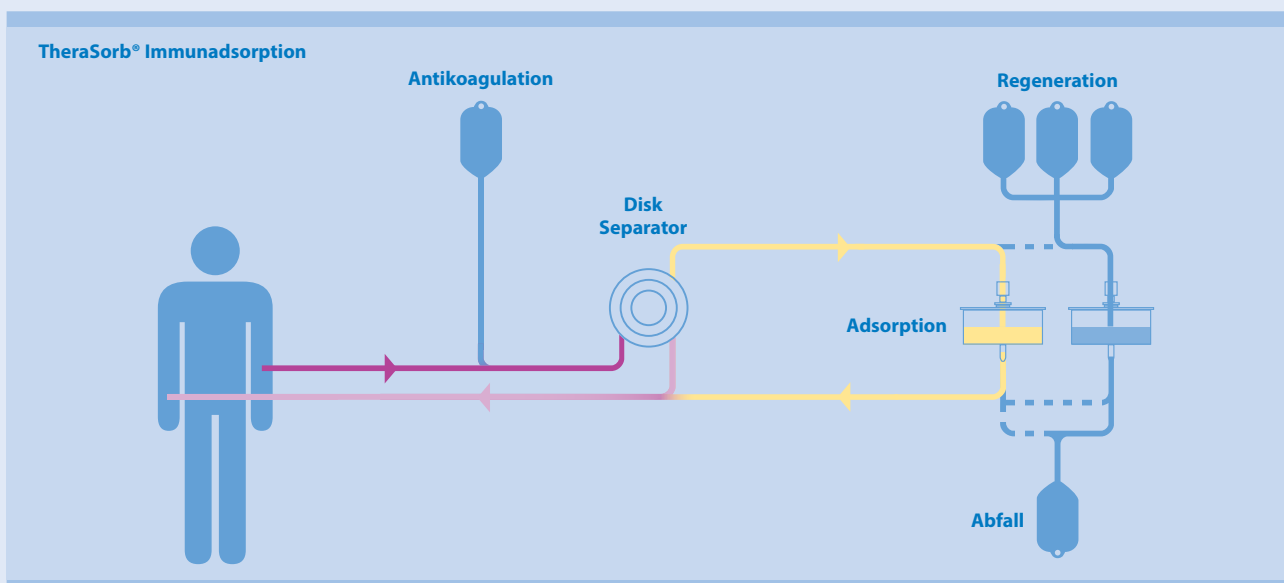 TheraSorb® Immunadsorption
Antikoagulation
Regeneration
Disk
Separator
Adsorption
Abfall